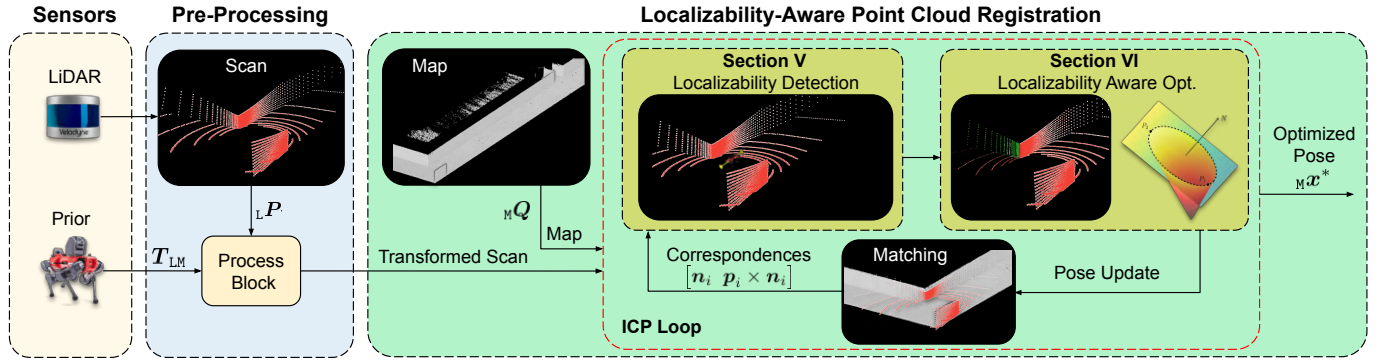 Sensors
Pre-Processing
Localizability-Aware Point Cloud Registration
LiDAR
Velodyne
Prior
Scan
ₗP
T_LM
Process
Block
Map
ₘQ
Map
Transformed Scan
Section V
Localizability Detection
Section VI
Localizability Aware Opt.
Correspondences
[nᵢ pᵢ × nᵢ]
Matching
Pose Update
ICP Loop
Optimized
Pose
ₘx*